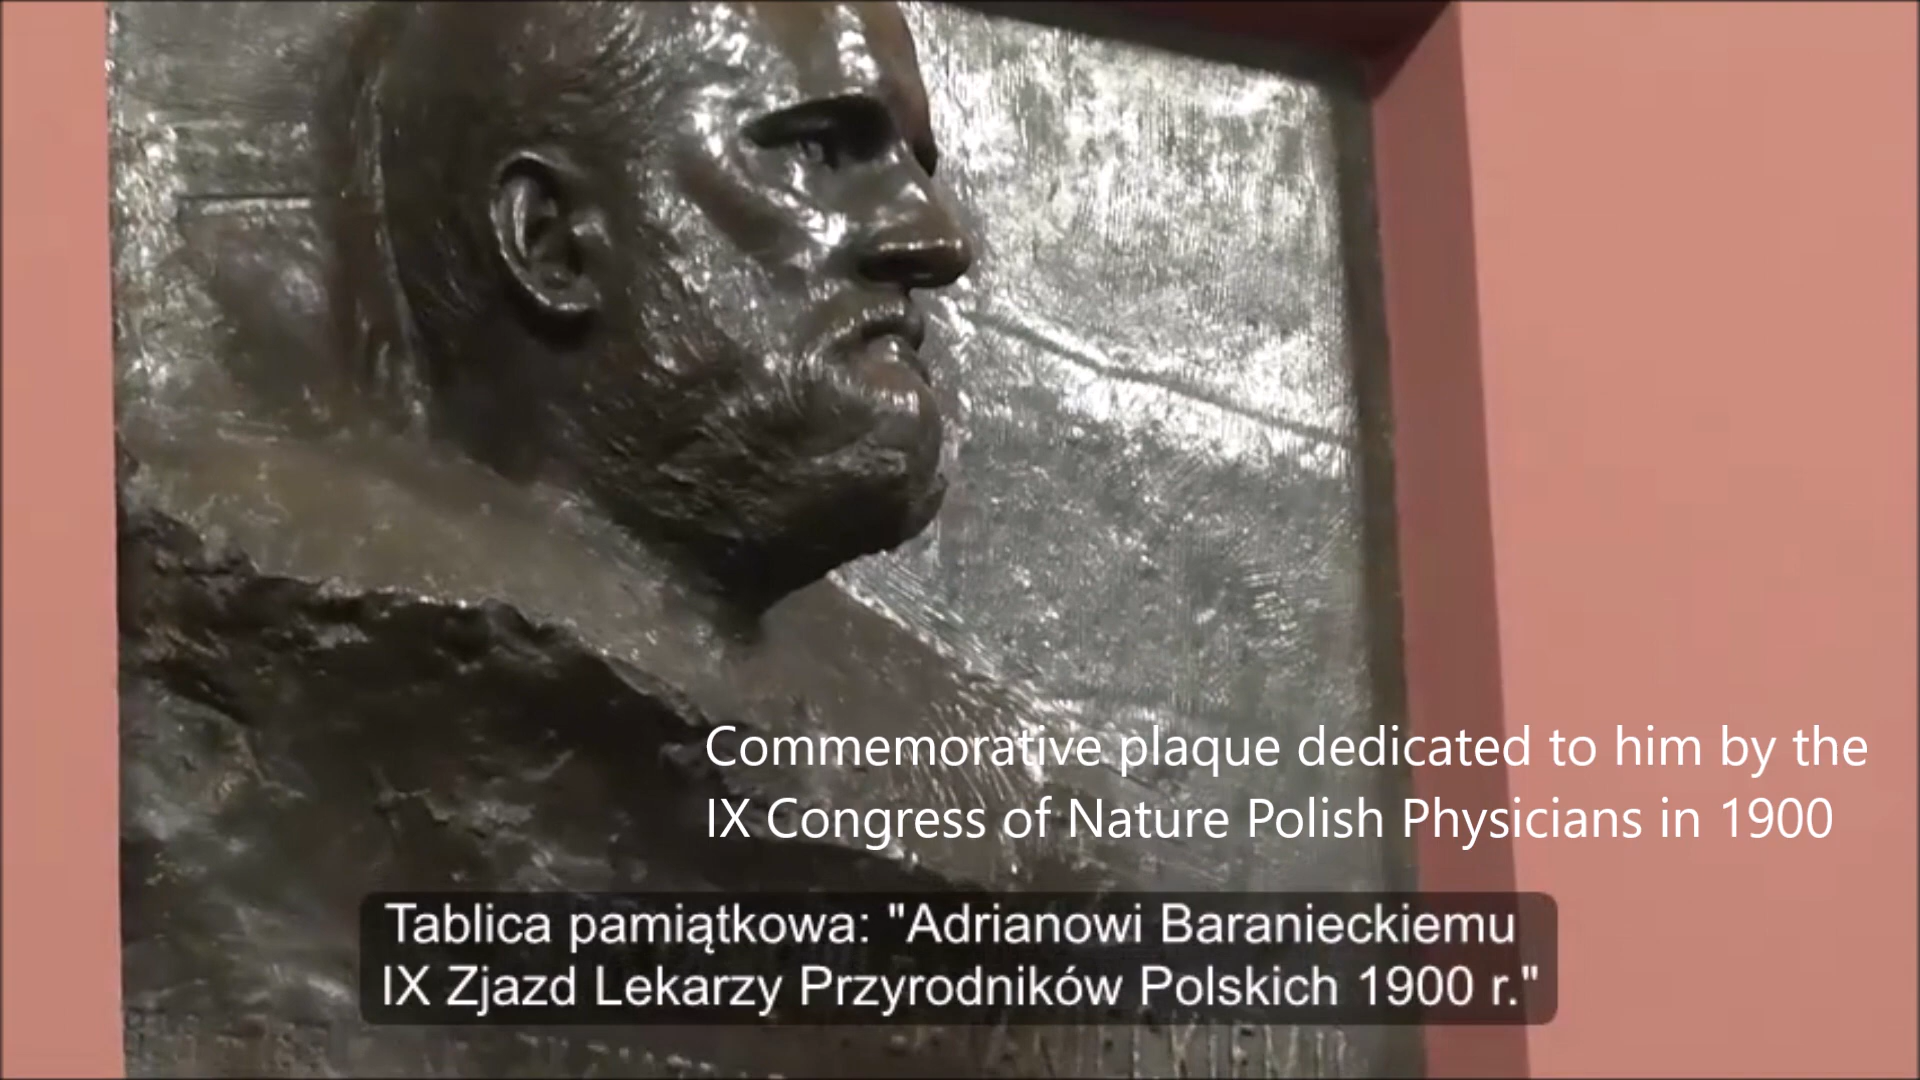 Commemorative plaque dedicated to him by the
IX Congress of Nature Polish Physicians in 1900
Tablica pamiątkowa: "Adrianowi Baranieckiemu
IX Zjazd Lekarzy Przyrodników Polskich 1900 r."